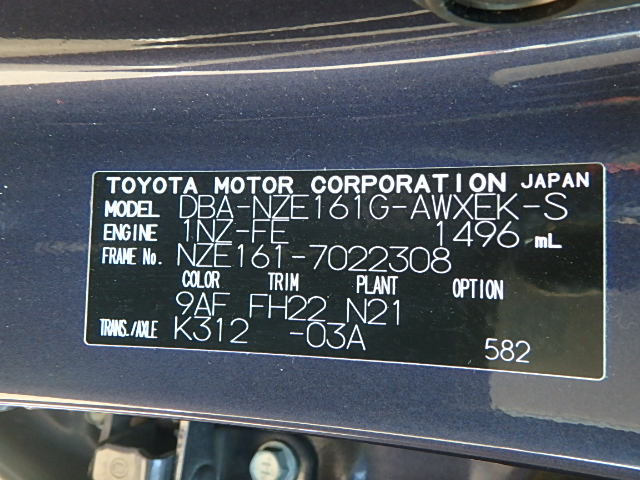 TOYOTA MOTOR CORPORATION JAPAN
MODEL DBA-NZE161G-AWXEK-S
ENGINE 1NZ-FE 1496 mL
FRAME No. NZE161-7022308
COLOR TRIM PLANT OPTION
9AF FH22 N21
TRANS./AXLE K312 -03A
582